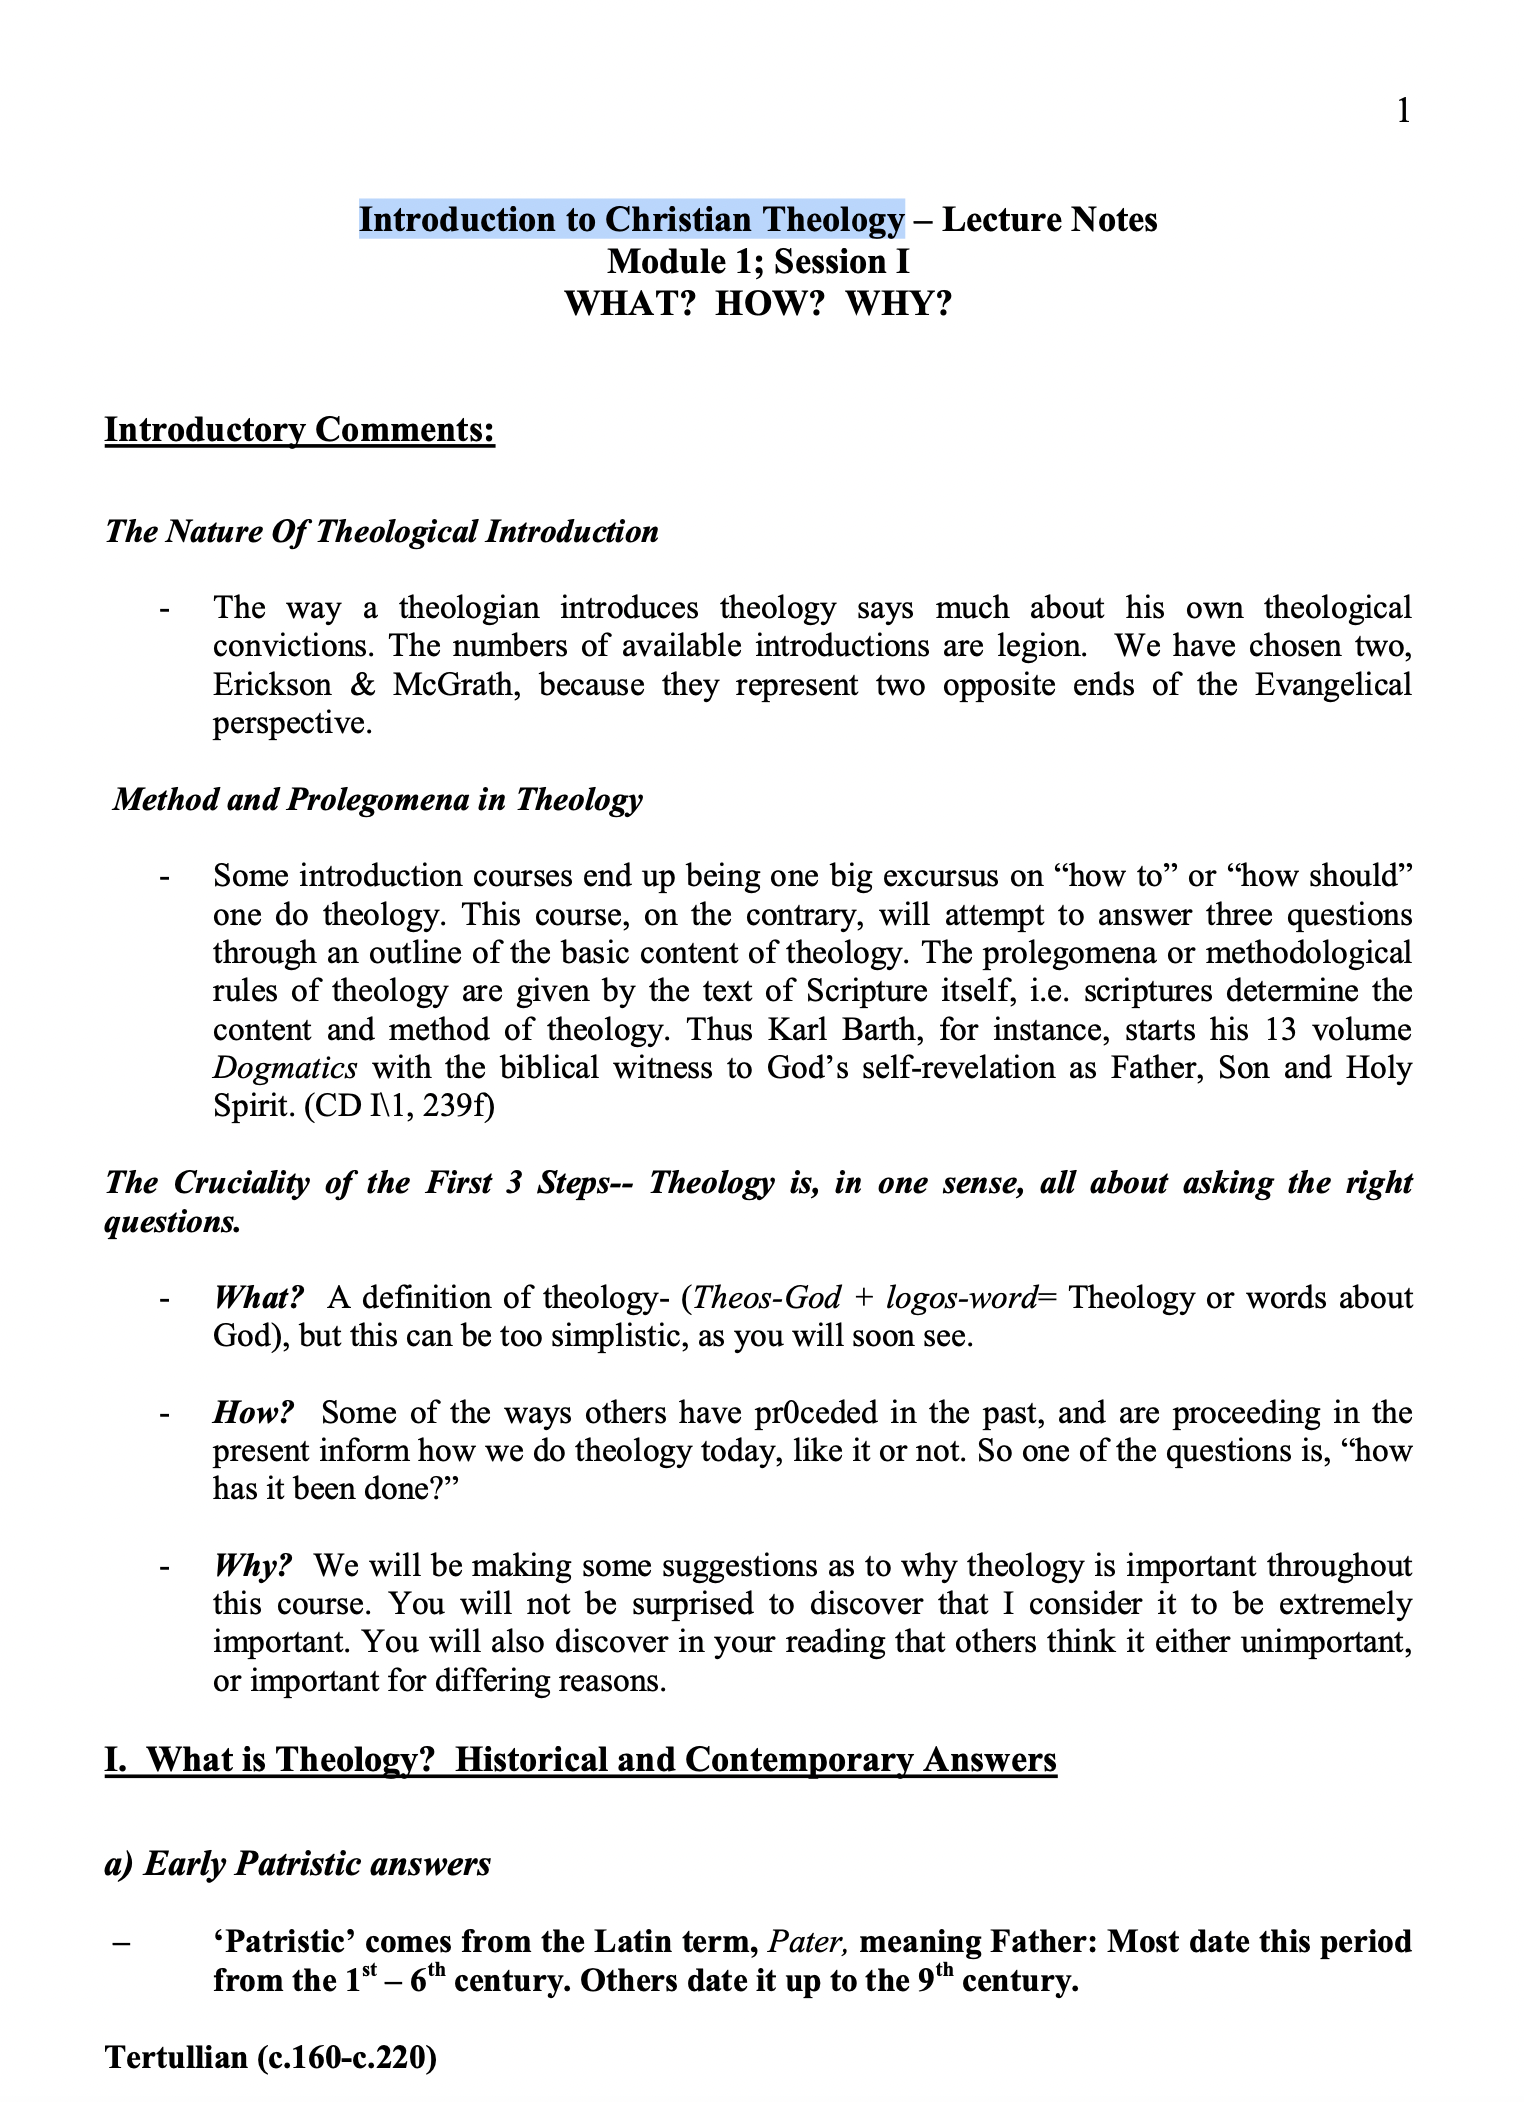 1
Introduction to Christian Theology – Lecture Notes
Module 1; Session I
WHAT?  HOW?  WHY?
Introductory Comments:
The Nature Of Theological Introduction
- The way a theologian introduces theology says much about his own theological
convictions. The numbers of available introductions are legion.  We have chosen two,
Erickson & McGrath, because they represent two opposite ends of the Evangelical
perspective.
Method and Prolegomena in Theology
- Some introduction courses end up being one big excursus on “how to” or “how should”
one do theology. This course, on the contrary, will attempt to answer three questions
through an outline of the basic content of theology. The prolegomena or methodological
rules of theology are given by the text of Scripture itself, i.e. scriptures determine the
content and method of theology. Thus Karl Barth, for instance, starts his 13 volume
Dogmatics with the biblical witness to God’s self-revelation as Father, Son and Holy
Spirit. (CD I\1, 239f)
The Cruciality of the First 3 Steps-- Theology is, in one sense, all about asking the right
questions.
- What?  A definition of theology- (Theos-God + logos-word= Theology or words about
God), but this can be too simplistic, as you will soon see.
- How?  Some of the ways others have pr0ceded in the past, and are proceeding in the
present inform how we do theology today, like it or not. So one of the questions is, “how
has it been done?”
- Why?  We will be making some suggestions as to why theology is important throughout
this course. You will not be surprised to discover that I consider it to be extremely
important. You will also discover in your reading that others think it either unimportant,
or important for differing reasons.
I.  What is Theology?  Historical and Contemporary Answers
a) Early Patristic answers
– ‘Patristic’ comes from the Latin term, Pater, meaning Father: Most date this period
from the 1st – 6th century. Others date it up to the 9th century.
Tertullian (c.160-c.220)